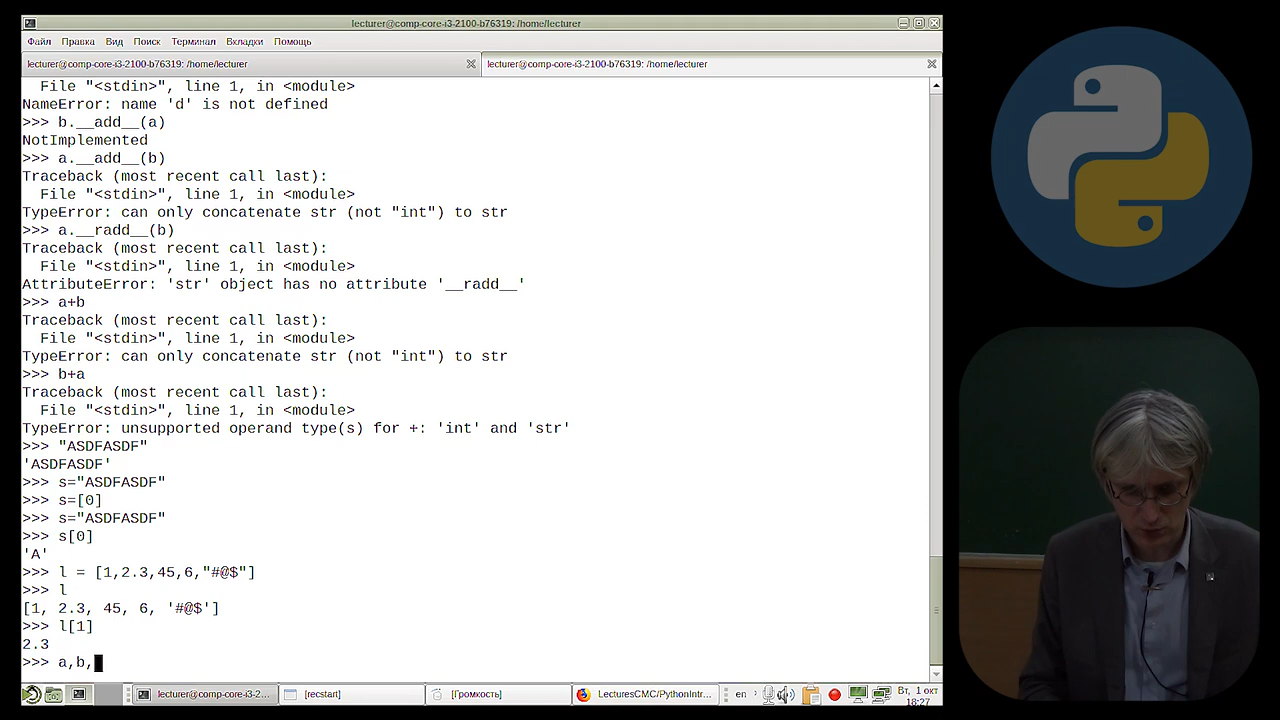 lecturer@comp-core-i3-2100-b76319: /home/lecturer
Файл Правка Вид Поиск Терминал Вкладки Помощь
lecturer@comp-core-i3-2100-b76319: /home/lecturer
lecturer@comp-core-i3-2100-b76319: /home/lecturer
File "<stdin>", line 1, in <module>
NameError: name 'd' is not defined
>>> b.__add__(a)
NotImplemented
>>> a.__add__(b)
Traceback (most recent call last):
File "<stdin>", line 1, in <module>
TypeError: can only concatenate str (not "int") to str
>>> a.__radd__(b)
Traceback (most recent call last):
File "<stdin>", line 1, in <module>
AttributeError: 'str' object has no attribute '__radd__'
>>> a+b
Traceback (most recent call last):
File "<stdin>", line 1, in <module>
TypeError: can only concatenate str (not "int") to str
>>> b+a
Traceback (most recent call last):
File "<stdin>", line 1, in <module>
TypeError: unsupported operand type(s) for +: 'int' and 'str'
>>> "ASDFASDF"
'ASDFASDF'
>>> s="ASDFASDF"
>>> s=[0]
>>> s="ASDFASDF"
>>> s[0]
'A'
>>> l = [1,2.3,45,6,"#@$"]
>>> l
[1, 2.3, 45, 6, '#@$']
>>> l[1]
2.3
>>> a,b,
lecturer@comp-core-i3-2...
[recstart]
[Громкость]
LecturesCMC/PythonIntr...
en
Вт, 1 окт
18:27